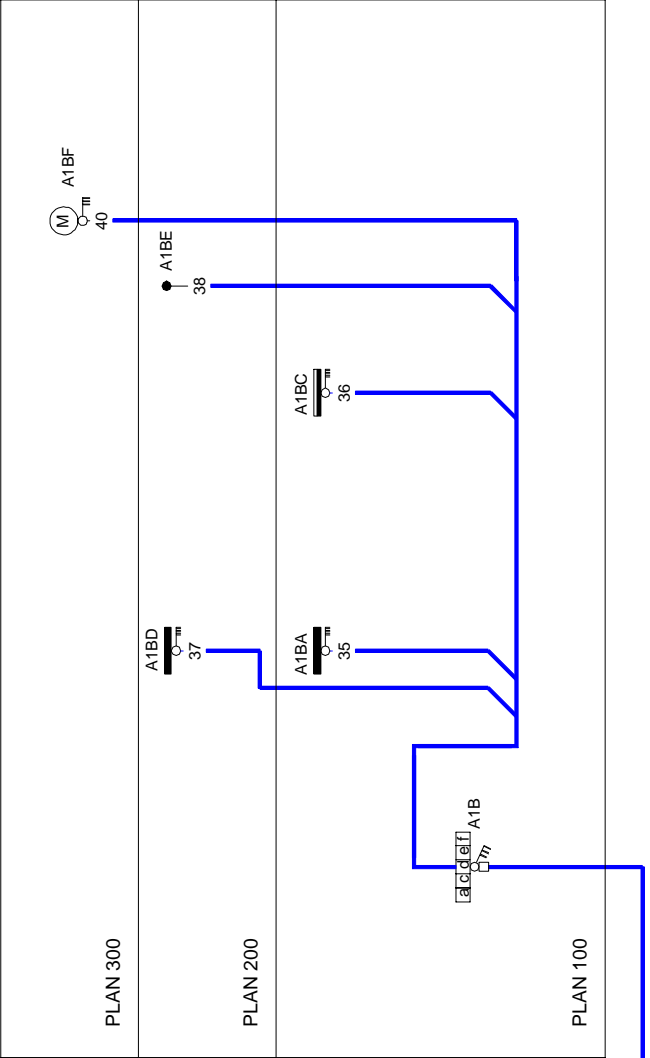 M A1BF
40
PLAN 300
A1BD A1BE
37 38
PLAN 200
A1BA A1BC
35 36
a c d e f
A1B
PLAN 100